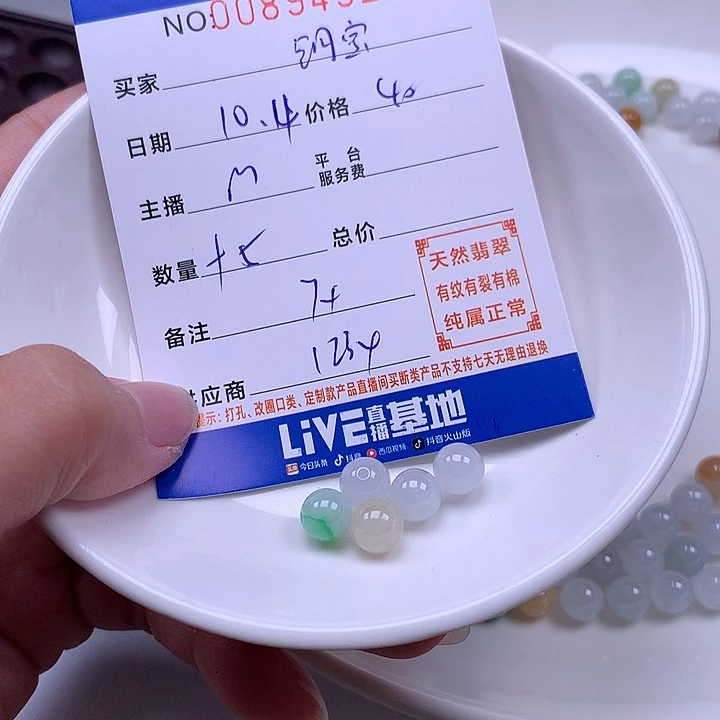 NO:
买家 铜宝
日期 10.4 价格 40
主播 M 平台服务费
数量 +5 总价
备注 7+
应商 1234
天然翡翠
有纹有裂有棉
纯属正常
提示：打孔、改圈口类、定制款产品直播间买断类产品不支持七天无理由退换
LiVE直播基地
头条 今日头条 抖音 西瓜视频 抖音火山版